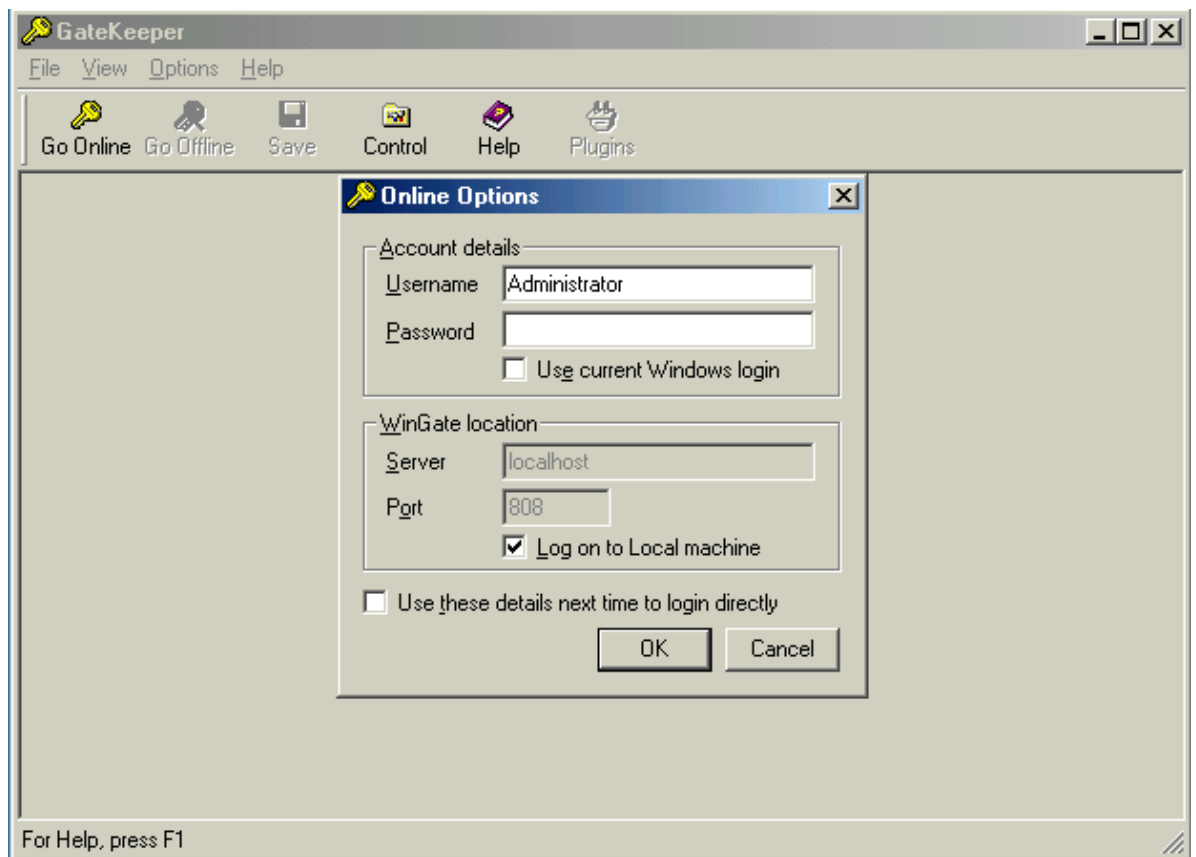 GateKeeper
File View Options Help
Go Online Go Offline Save Control Help Plugins
Online Options
Account details
Username Administrator
Password
Use current Windows login
WinGate location
Server localhost
Port 808
Log on to Local machine
Use these details next time to login directly
OK Cancel
For Help, press F1